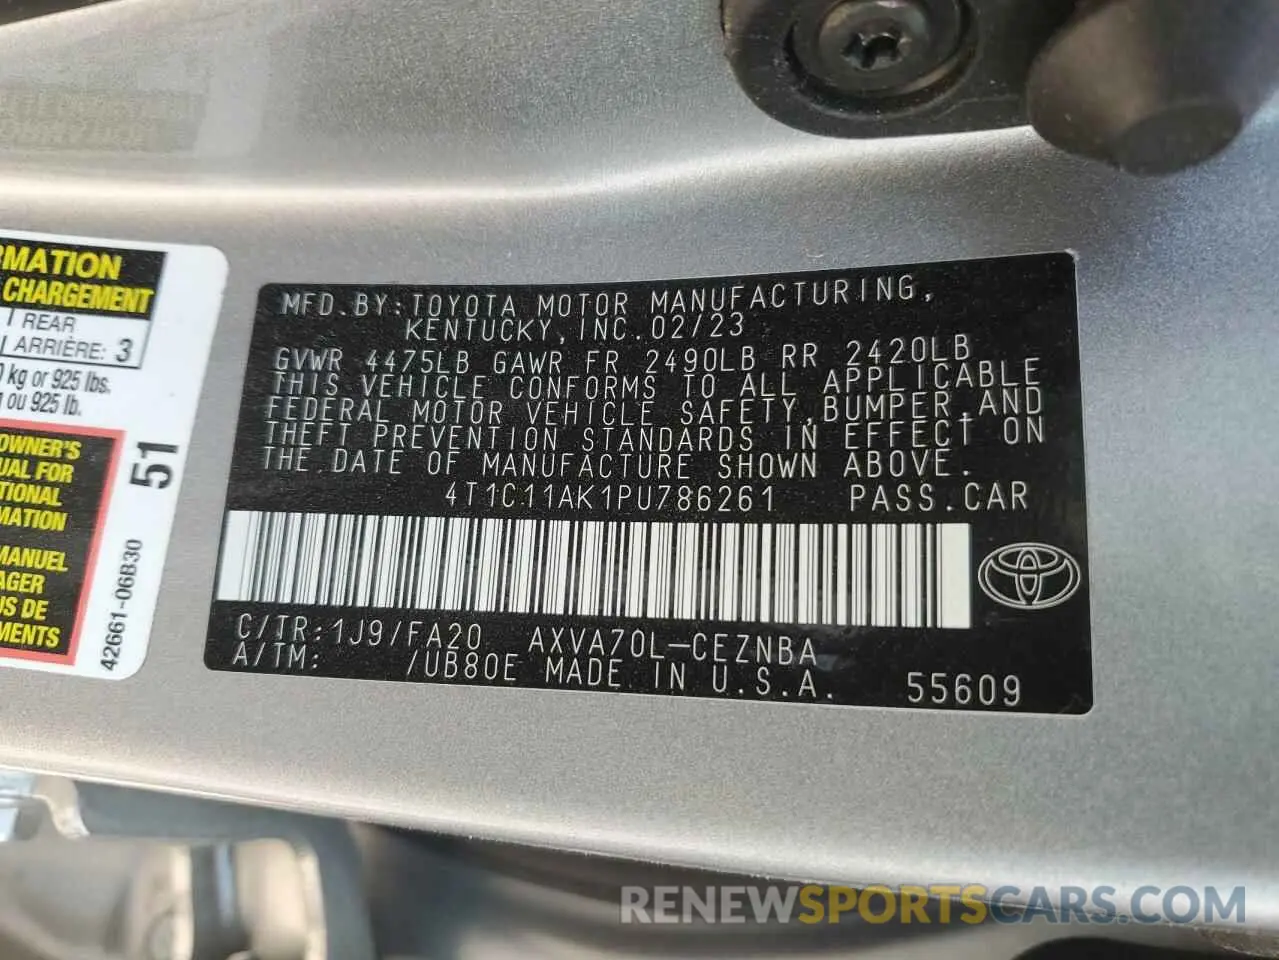 RMATION
CHARGEMENT
REAR
ARRIÈRE: 3
kg or 925 lbs.
ou 925 lb.
OWNER'S
UAL FOR
TIONAL
MATION
MANUEL
AGER
US DE
MENTS
51
42661-06B30
MFD.BY:TOYOTA MOTOR MANUFACTURING,
KENTUCKY,INC.02/23
GVWR 4475LB GAWR FR 2490LB RR 2420LB
THIS VEHICLE CONFORMS TO ALL APPLICABLE
FEDERAL MOTOR VEHICLE SAFETY,BUMPER,AND
THEFT PREVENTION STANDARDS IN EFFECT ON
THE DATE OF MANUFACTURE SHOWN ABOVE.
4T1C11AK1PU786261 PASS.CAR
C/TR:1J9/FA20 AXVA70L-CEZNBA
A/TM: /UB80E MADE IN U.S.A. 55609
RENEWSPORTSCARS.COM